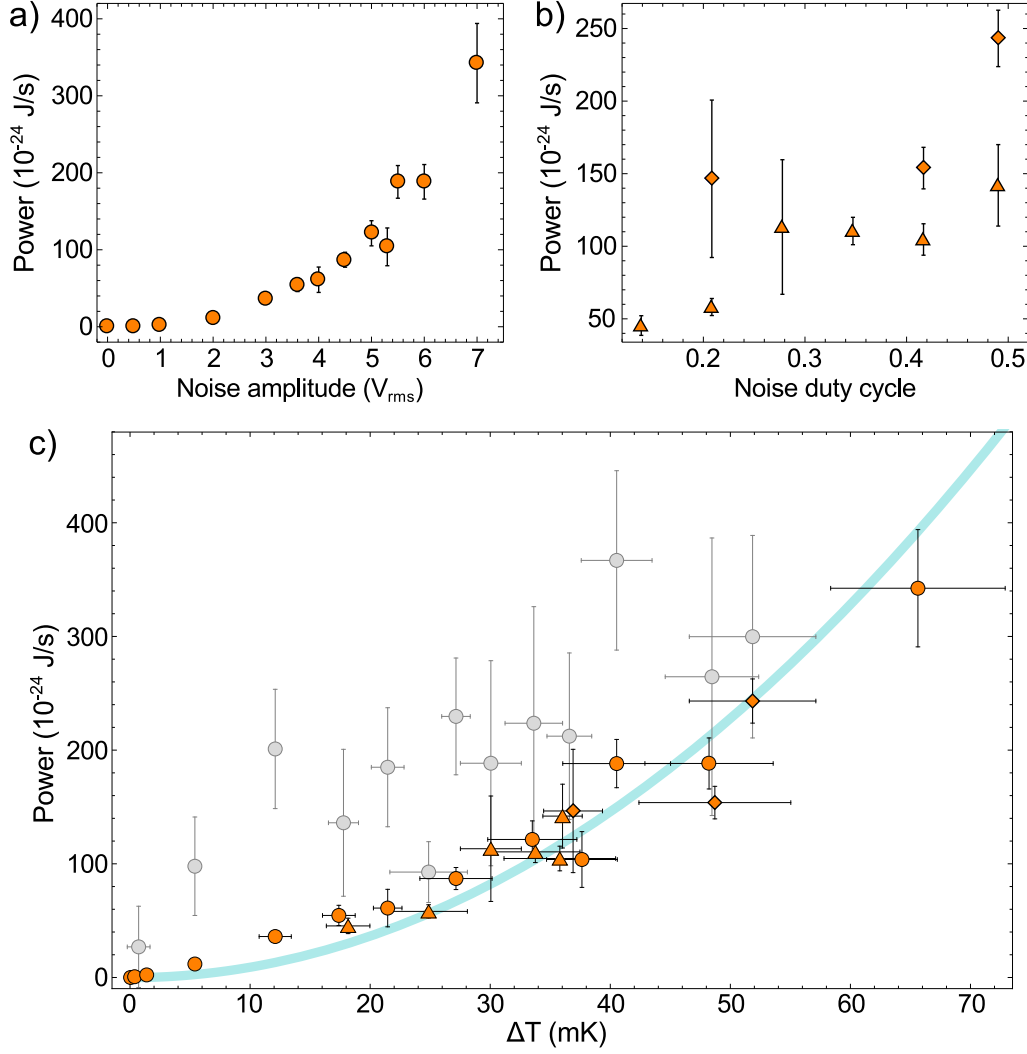 a)
Power (10⁻²⁴ J/s)
400
300
200
100
0
0 1 2 3 4 5 6 7
Noise amplitude (Vrms)
b)
Power (10⁻²⁴ J/s)
250
200
150
100
50
0.2 0.3 0.4 0.5
Noise duty cycle
c)
Power (10⁻²⁴ J/s)
400
300
200
100
0
0 10 20 30 40 50 60 70
ΔT (mK)